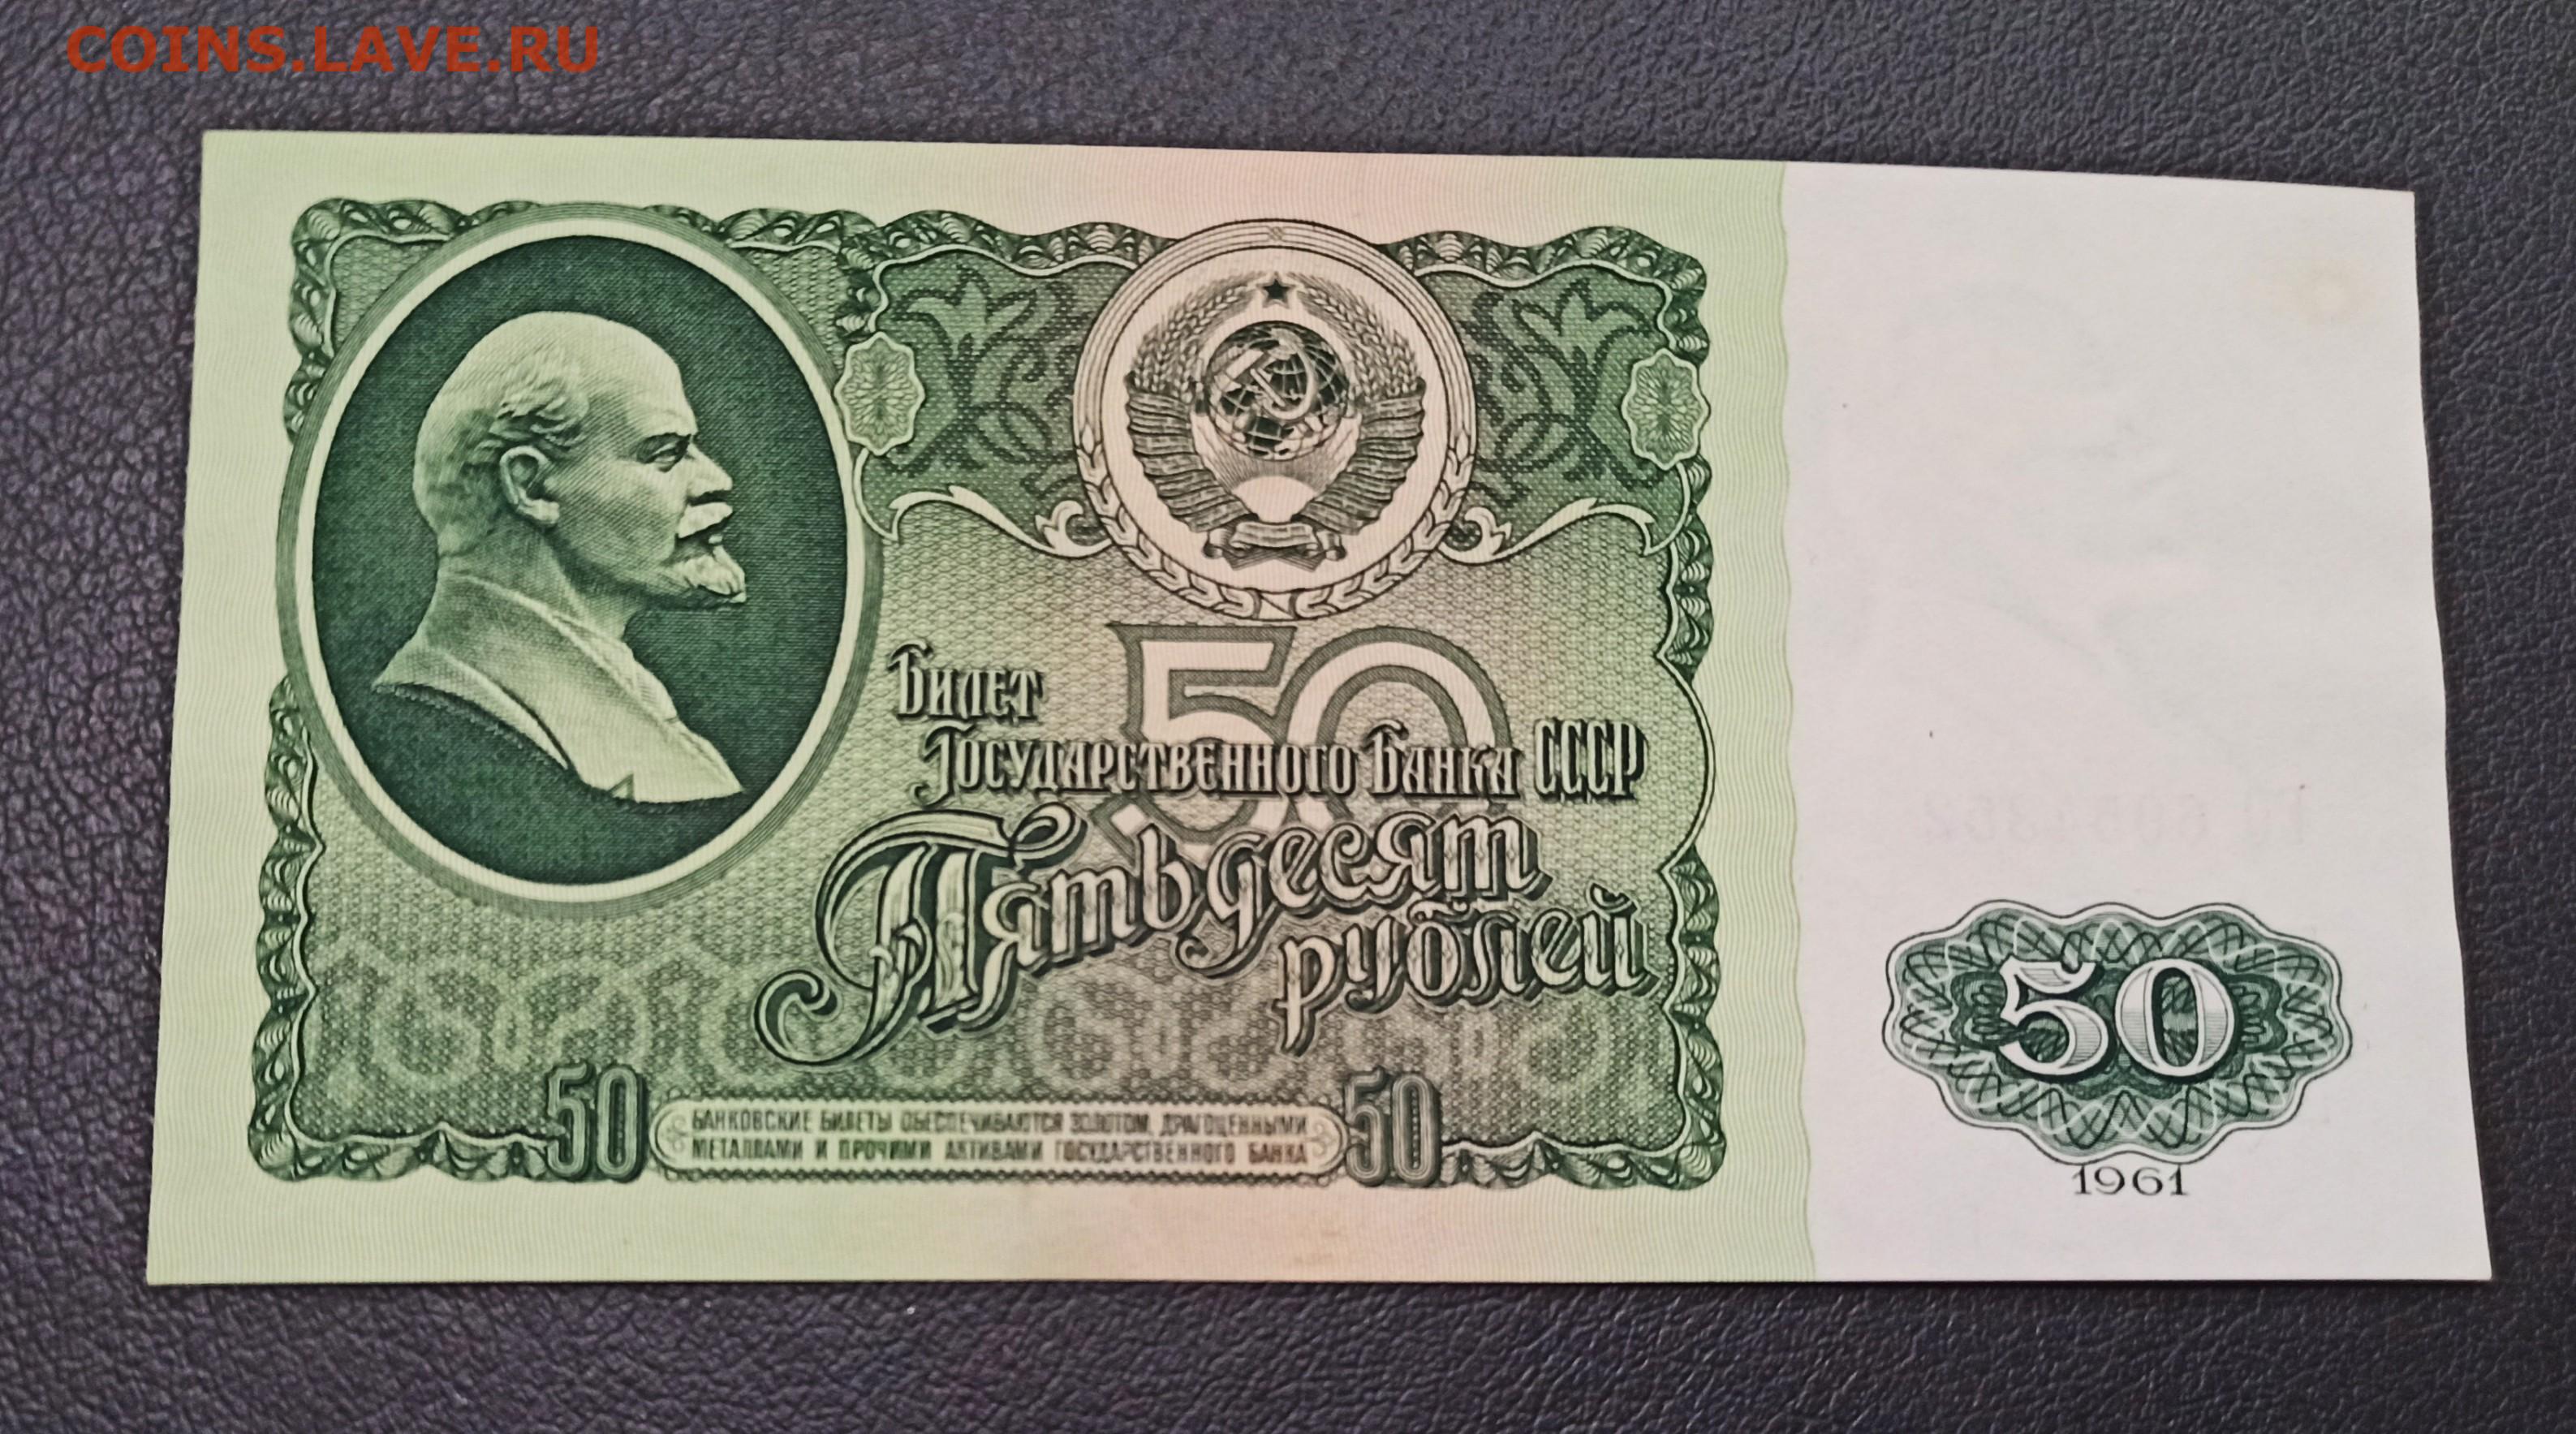 COINS.LAVE.RU
Билет
Государственного Банка СССР
50
Пятьдесят
рублей
50
БАНКОВСКИЕ БИЛЕТЫ ОБЕСПЕЧИВАЮТСЯ ЗОЛОТОМ, ДРАГОЦЕННЫМИ
МЕТАЛЛАМИ И ПРОЧИМИ АКТИВАМИ ГОСУДАРСТВЕННОГО БАНКА
50
50
1961